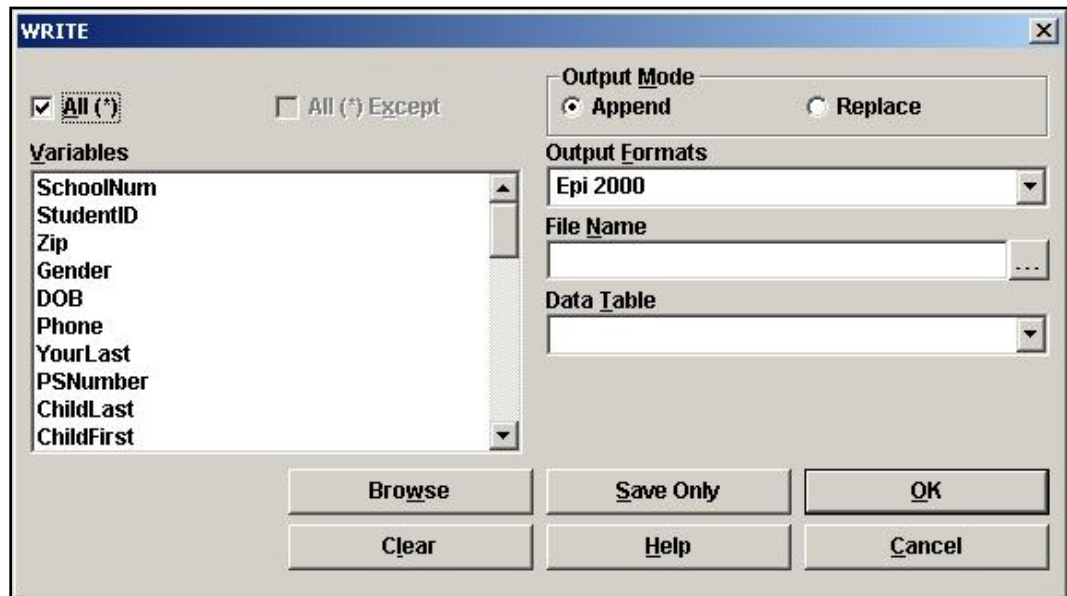 WRITE
All (*)
All (*) Except
Output Mode
Append
Replace
Variables
SchoolNum
StudentID
Zip
Gender
DOB
Phone
YourLast
PSNumber
ChildLast
ChildFirst
Output Formats
Epi 2000
File Name
...
Data Table
Browse
Save Only
OK
Clear
Help
Cancel